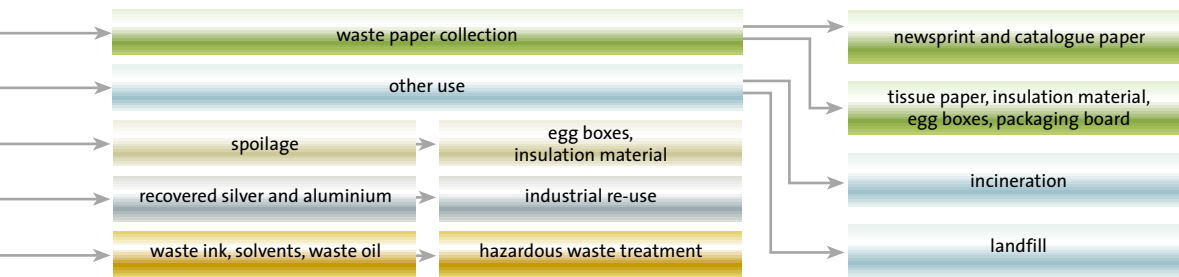 waste paper collection
newsprint and catalogue paper
other use
tissue paper, insulation material,
egg boxes, packaging board
spoilage
egg boxes,
insulation material
incineration
recovered silver and aluminium
industrial re-use
waste ink, solvents, waste oil
hazardous waste treatment
landfill